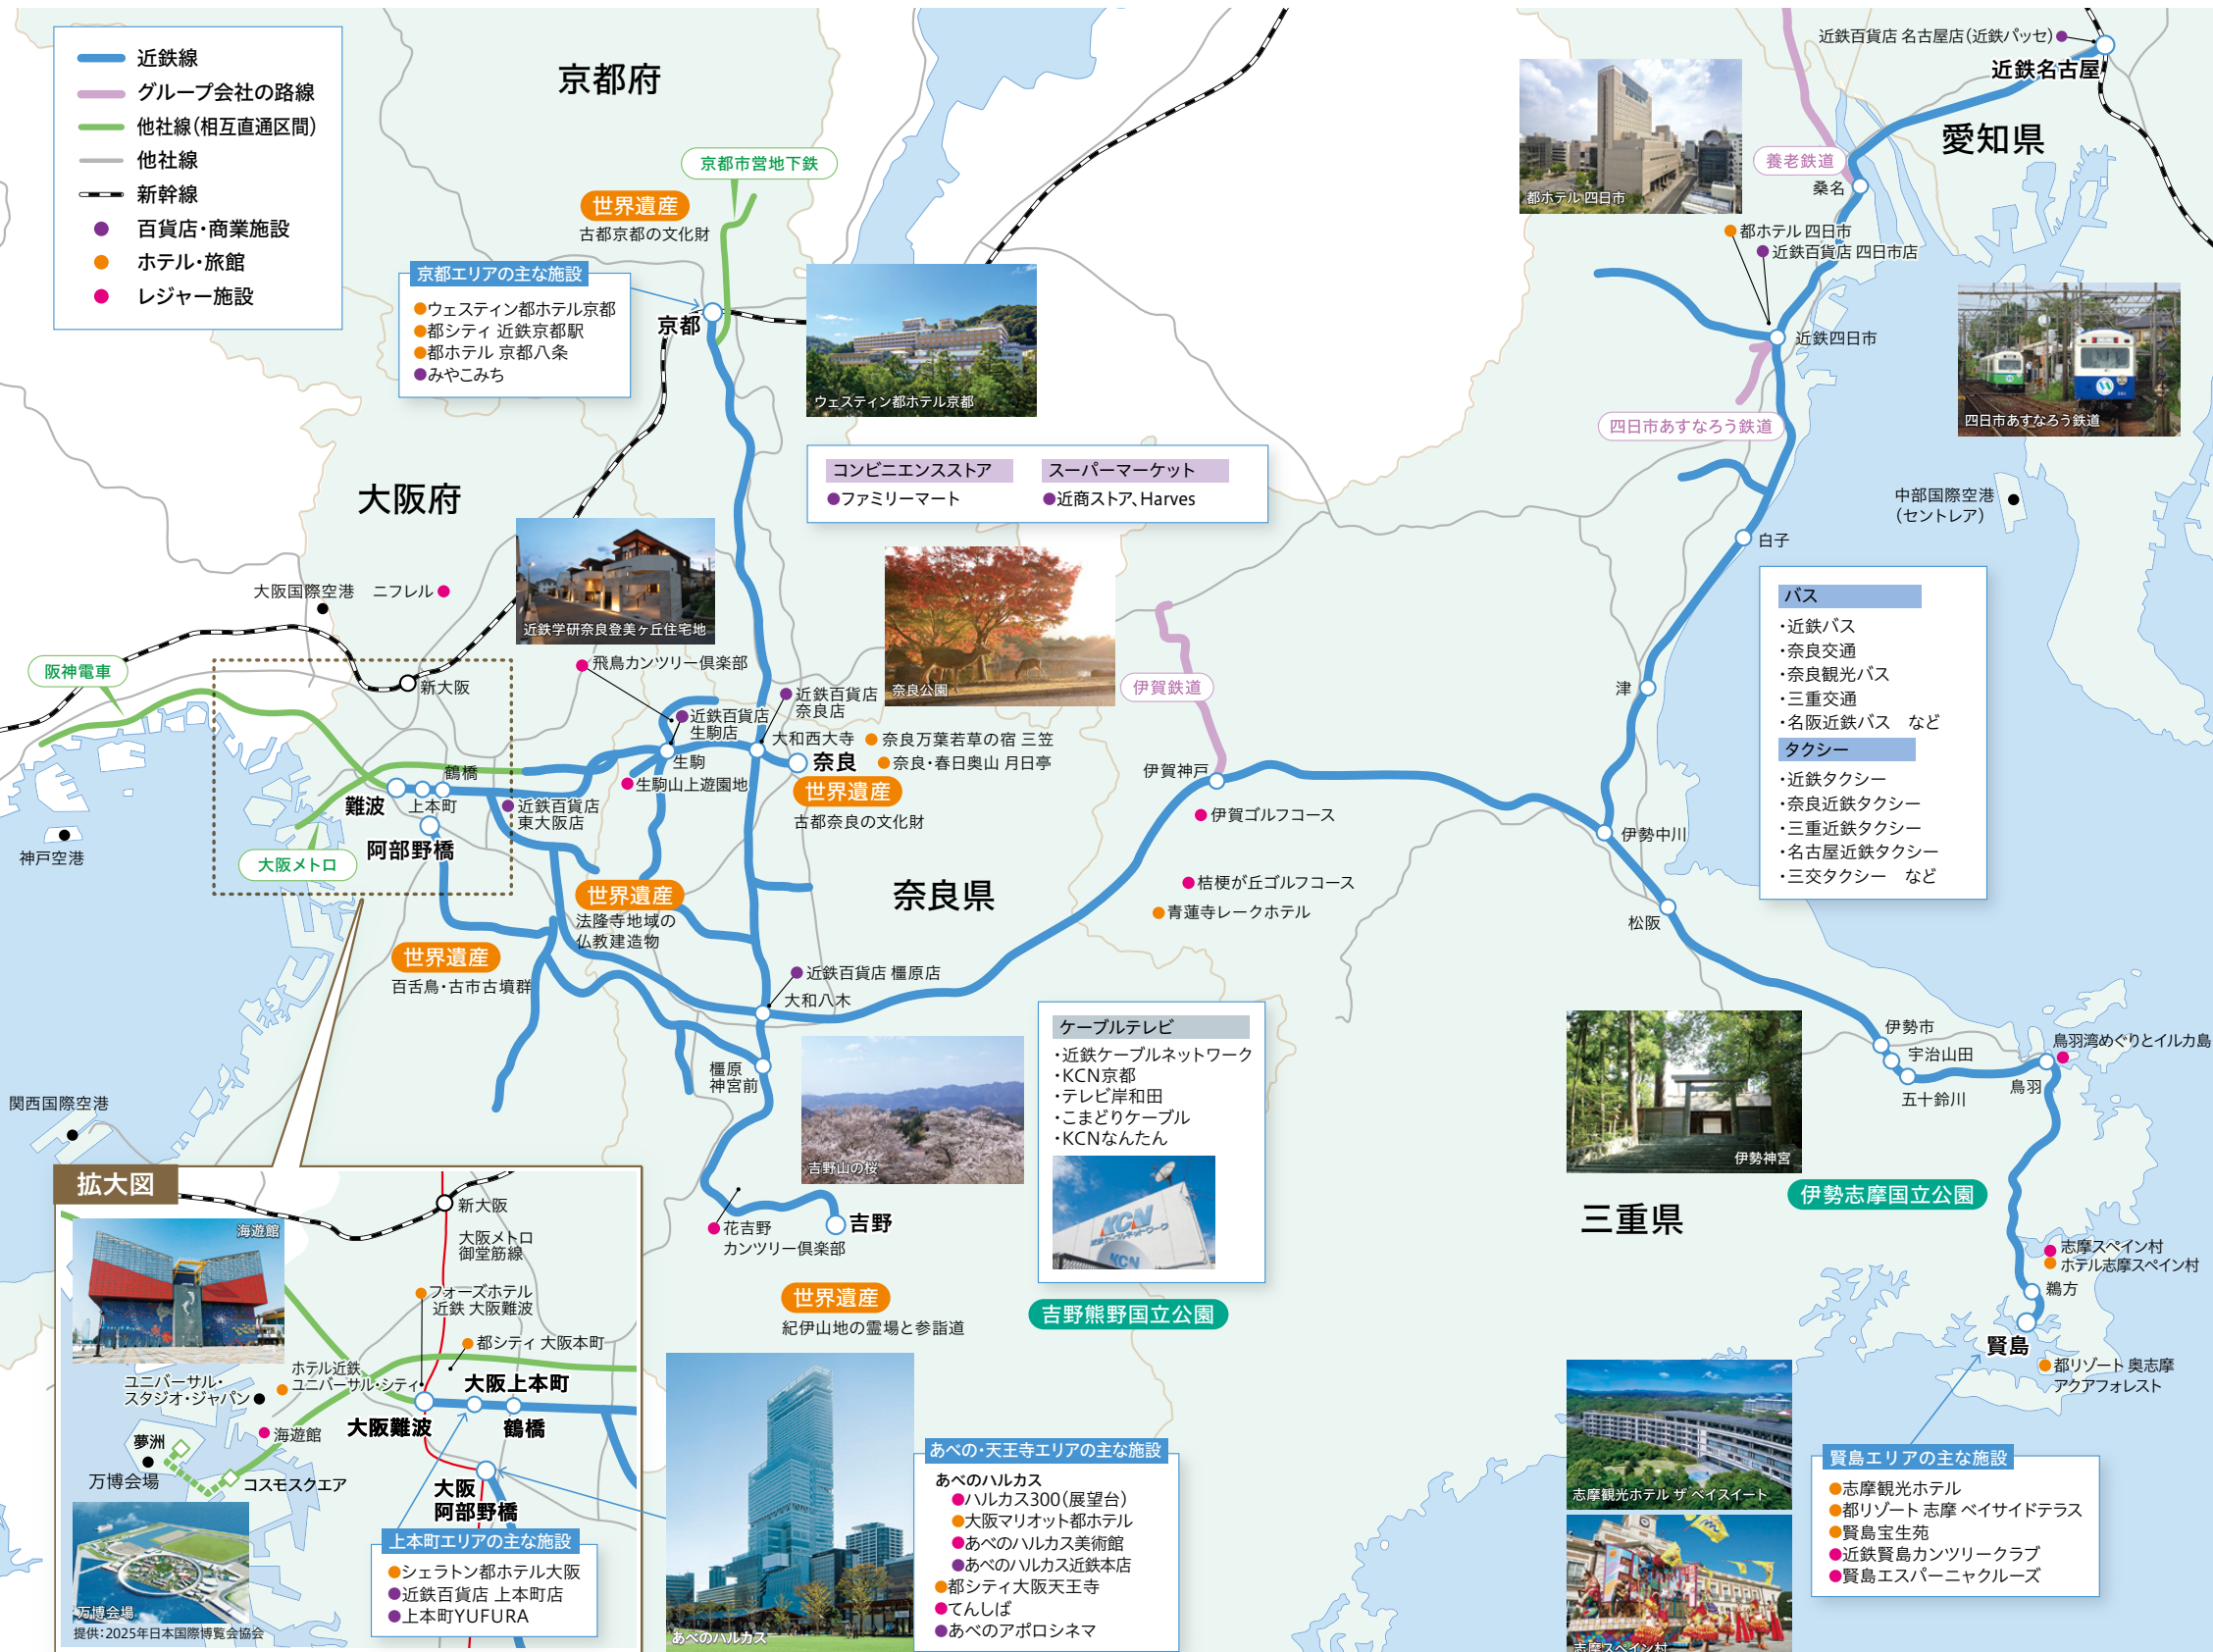 近鉄線
グループ会社の路線
他社線(相互直通区間)
他社線
新幹線
百貨店・商業施設
ホテル・旅館
レジャー施設
京都府
京都市営地下鉄
世界遺産
古都京都の文化財
京都エリアの主な施設
ウェスティン都ホテル京都
都シティ 近鉄京都駅
都ホテル 京都八条
みやこみち
京都
ウェスティン都ホテル京都
近鉄百貨店 名古屋店(近鉄パッセ)
近鉄名古屋
愛知県
養老鉄道
桑名
都ホテル 四日市
都ホテル 四日市
近鉄百貨店 四日市店
近鉄四日市
四日市あすなろう鉄道
四日市あすなろう鉄道
コンビニエンスストア
ファミリーマート
スーパーマーケット
近商ストア、Harves
中部国際空港
(セントレア)
白子
大阪府
大阪国際空港
ニフレル
近鉄学研奈良登美ヶ丘住宅地
飛鳥カンツリー倶楽部
奈良公園
阪神電車
新大阪
近鉄百貨店
生駒店
近鉄百貨店
奈良店
大和西大寺
奈良万葉若草の宿 三笠
奈良・春日奥山 月日亭
生駒
奈良
生駒山上遊園地
世界遺産
古都奈良の文化財
鶴橋
難波
上本町
近鉄百貨店
東大阪店
阿部野橋
大阪メトロ
神戸空港
伊賀鉄道
伊賀神戸
伊賀ゴルフコース
桔梗が丘ゴルフコース
青蓮寺レークホテル
津
伊勢中川
松阪
バス
・近鉄バス
・奈良交通
・奈良観光バス
・三重交通
・名阪近鉄バス など
タクシー
・近鉄タクシー
・奈良近鉄タクシー
・三重近鉄タクシー
・名古屋近鉄タクシー
・三交タクシー など
世界遺産
法隆寺地域の
仏教建造物
奈良県
世界遺産
百舌鳥・古市古墳群
近鉄百貨店 橿原店
大和八木
橿原
神宮前
吉野山の桜
花吉野
カンツリー倶楽部
吉野
世界遺産
紀伊山地の霊場と参詣道
ケーブルテレビ
・近鉄ケーブルネットワーク
・KCN京都
・テレビ岸和田
・こまどりケーブル
・KCNなんたん
KCN
近鉄ケーブルネットワーク
KCN
吉野熊野国立公園
関西国際空港
伊勢市
宇治山田
五十鈴川
鳥羽湾めぐりとイルカ島
鳥羽
伊勢神宮
伊勢志摩国立公園
三重県
志摩スペイン村
ホテル志摩スペイン村
鵜方
賢島
都リゾート 奥志摩
アクアフォレスト
志摩観光ホテル ザ ベイスイート
志摩スペイン村
賢島エリアの主な施設
志摩観光ホテル
都リゾート 志摩 ベイサイドテラス
賢島宝生苑
近鉄賢島カンツリークラブ
賢島エスパーニャクルーズ
拡大図
新大阪
海遊館
大阪メトロ
御堂筋線
フォーズホテル
近鉄 大阪難波
都シティ 大阪本町
ホテル近鉄
ユニバーサル・シティ
ユニバーサル・
スタジオ・ジャパン
大阪上本町
大阪難波
鶴橋
海遊館
夢洲
万博会場
コスモスクエア
大阪
阿部野橋
上本町エリアの主な施設
シェラトン都ホテル大阪
近鉄百貨店 上本町店
上本町YUFURA
万博会場
提供:2025年日本国際博覧会協会
あべのハルカス
あべの・天王寺エリアの主な施設
あべのハルカス
ハルカス300(展望台)
大阪マリオット都ホテル
あべのハルカス美術館
あべのハルカス近鉄本店
都シティ大阪天王寺
てんしば
あべのアポロシネマ